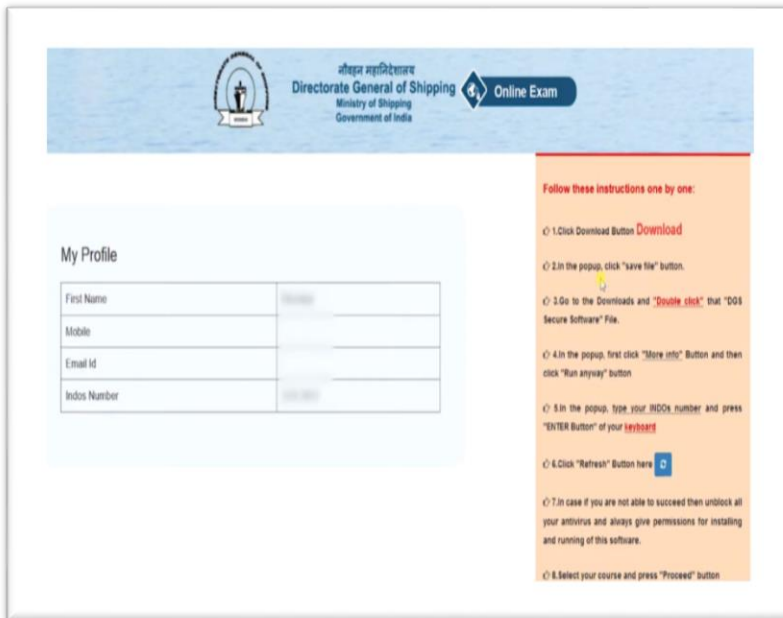 नौवहन महानिदेशालय
Directorate General of Shipping
Ministry of Shipping
Government of India
Online Exam
My Profile
First Name
Mobile
Email Id
Indos Number
Follow these instructions one by one:
1.Click Download Button Download
2.In the popup, click "save file" button.
3.Go to the Downloads and "Double click" that "DGS
Secure Software" File.
4.In the popup, first click "More info" Button and then
click "Run anyway" button
5.In the popup, type your INDOs number and press
"ENTER Button" of your keyboard
6.Click "Refresh" Button here
7.In case if you are not able to succeed then unblock all
your antivirus and always give permissions for installing
and running of this software.
8.Select your course and press "Proceed" button